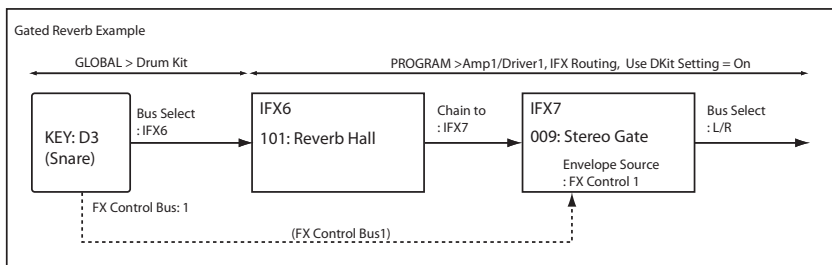 Gated Reverb Example
GLOBAL > Drum Kit
PROGRAM >Amp1/Driver1, IFX Routing, Use DKit Setting = On
KEY: D3
(Snare)
Bus Select
: IFX6
IFX6
101: Reverb Hall
Chain to
: IFX7
IFX7
009: Stereo Gate
Envelope Source
: FX Control 1
Bus Select
: L/R
FX Control Bus: 1
(FX Control Bus1)